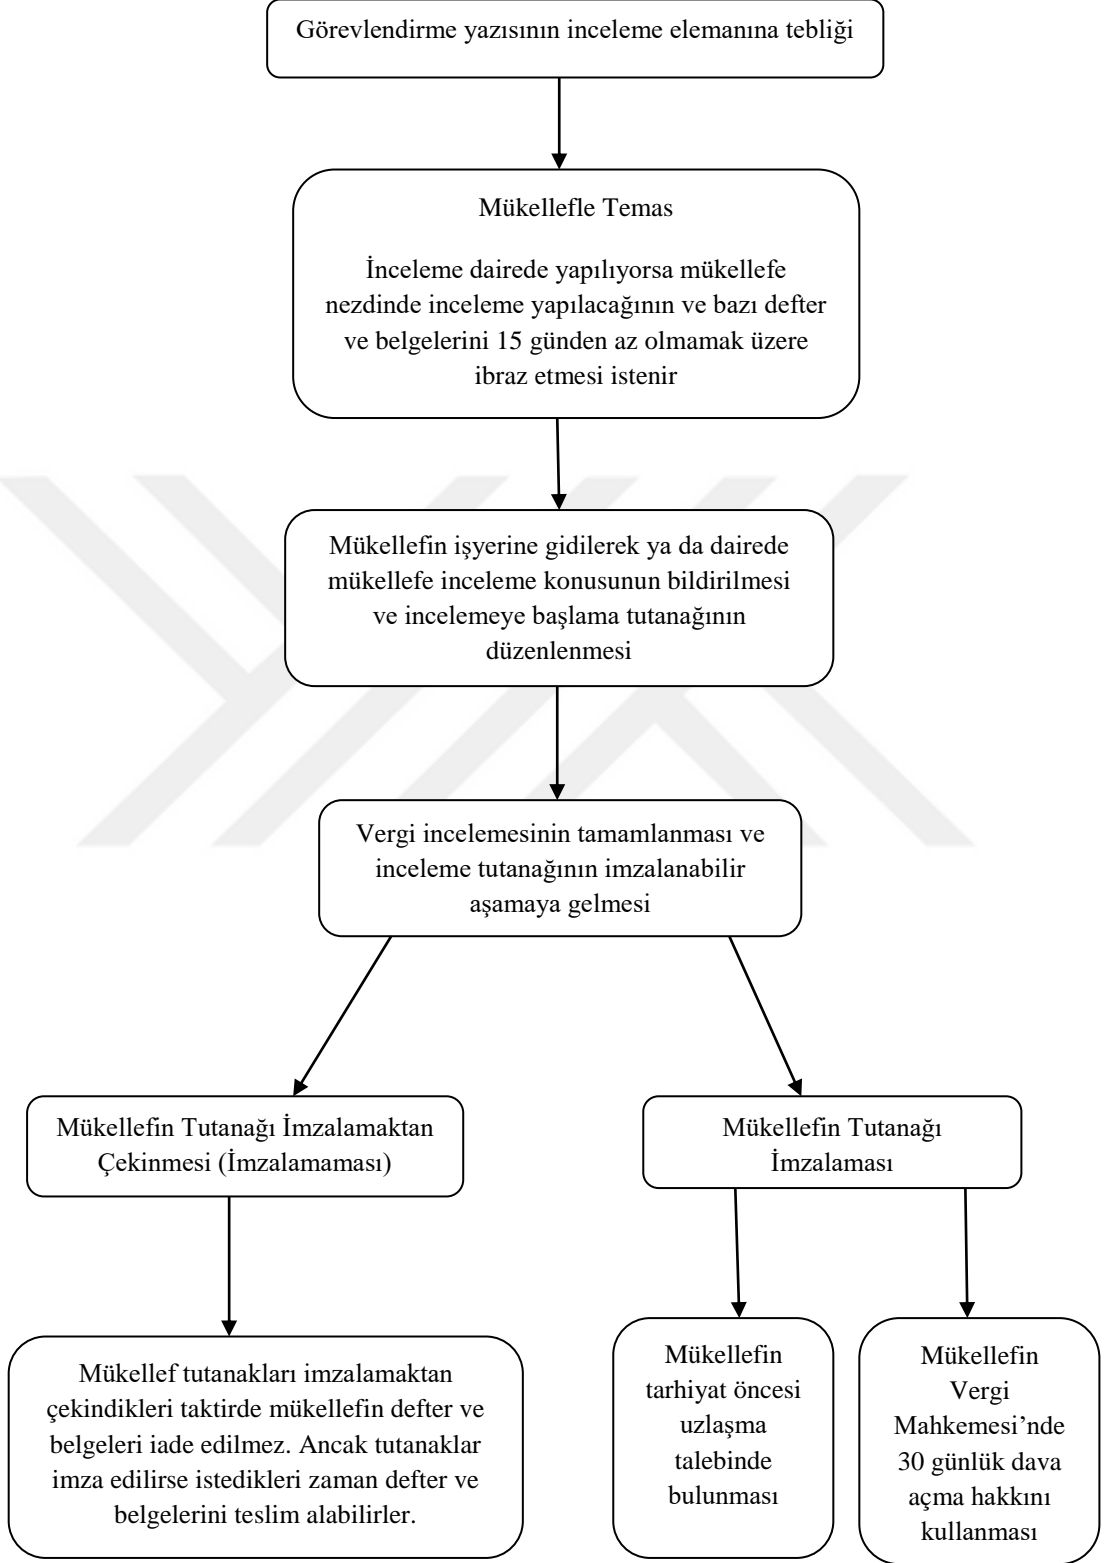 Görevlendirme yazısının inceleme elemanına tebliği
Mükellefle Temas
İnceleme dairede yapılıyorsa mükellefe
nezdinde inceleme yapılacağının ve bazı defter
ve belgelerini 15 günden az olmamak üzere
ibraz etmesi istenir
Mükellefin işyerine gidilerek ya da dairede
mükellefe inceleme konusunun bildirilmesi
ve incelemeye başlama tutanağının
düzenlenmesi
Vergi incelemesinin tamamlanması ve
inceleme tutanağının imzalanabilir
aşamaya gelmesi
Mükellefin Tutanağı İmzalamaktan
Çekinmesi (İmzalamaması)
Mükellefin Tutanağı
İmzalaması
Mükellef tutanakları imzalamaktan
çekindikleri taktirde mükellefin defter ve
belgeleri iade edilmez. Ancak tutanaklar
imza edilirse istedikleri zaman defter ve
belgelerini teslim alabilirler.
Mükellefin
tarhiyat öncesi
uzlaşma
talebinde
bulunması
Mükellefin
Vergi
Mahkemesi’nde
30 günlük dava
açma hakkını
kullanması